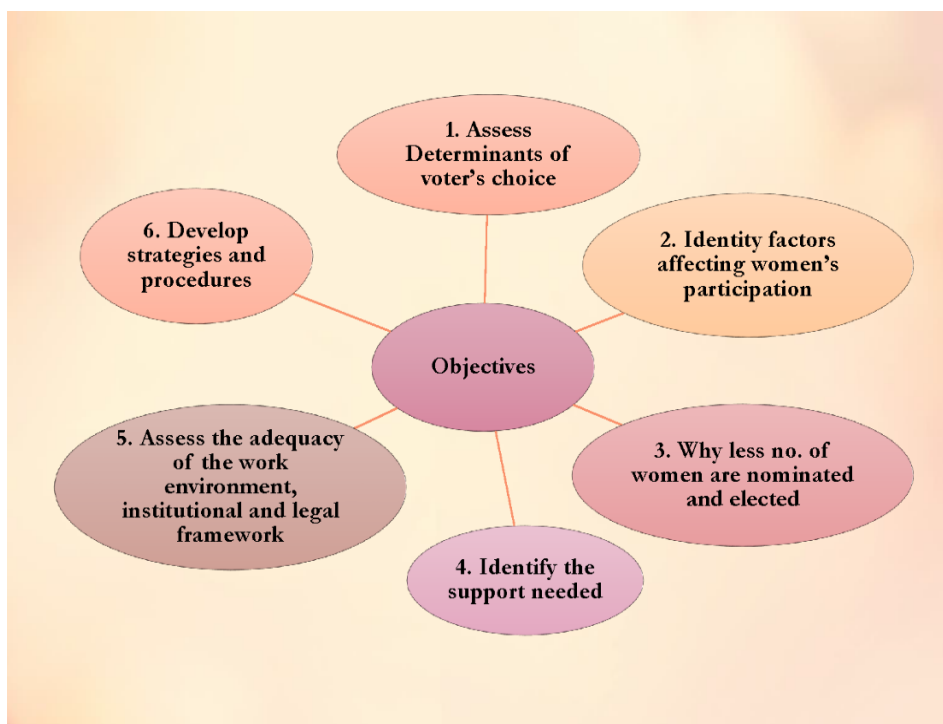 1. Assess
Determinants of
voter’s choice
2. Identity factors
affecting women’s
participation
3. Why less no. of
women are nominated
and elected
4. Identify the
support needed
5. Assess the adequacy
of the work
environment,
institutional and legal
framework
6. Develop
strategies and
procedures
Objectives